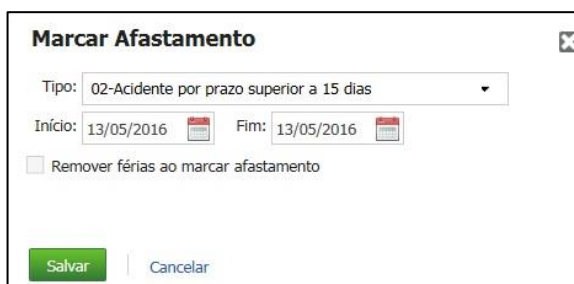 Marcar Afastamento
Tipo: 02-Acidente por prazo superior a 15 dias
Início: 13/05/2016 Fim: 13/05/2016
Remover férias ao marcar afastamento
Salvar Cancelar